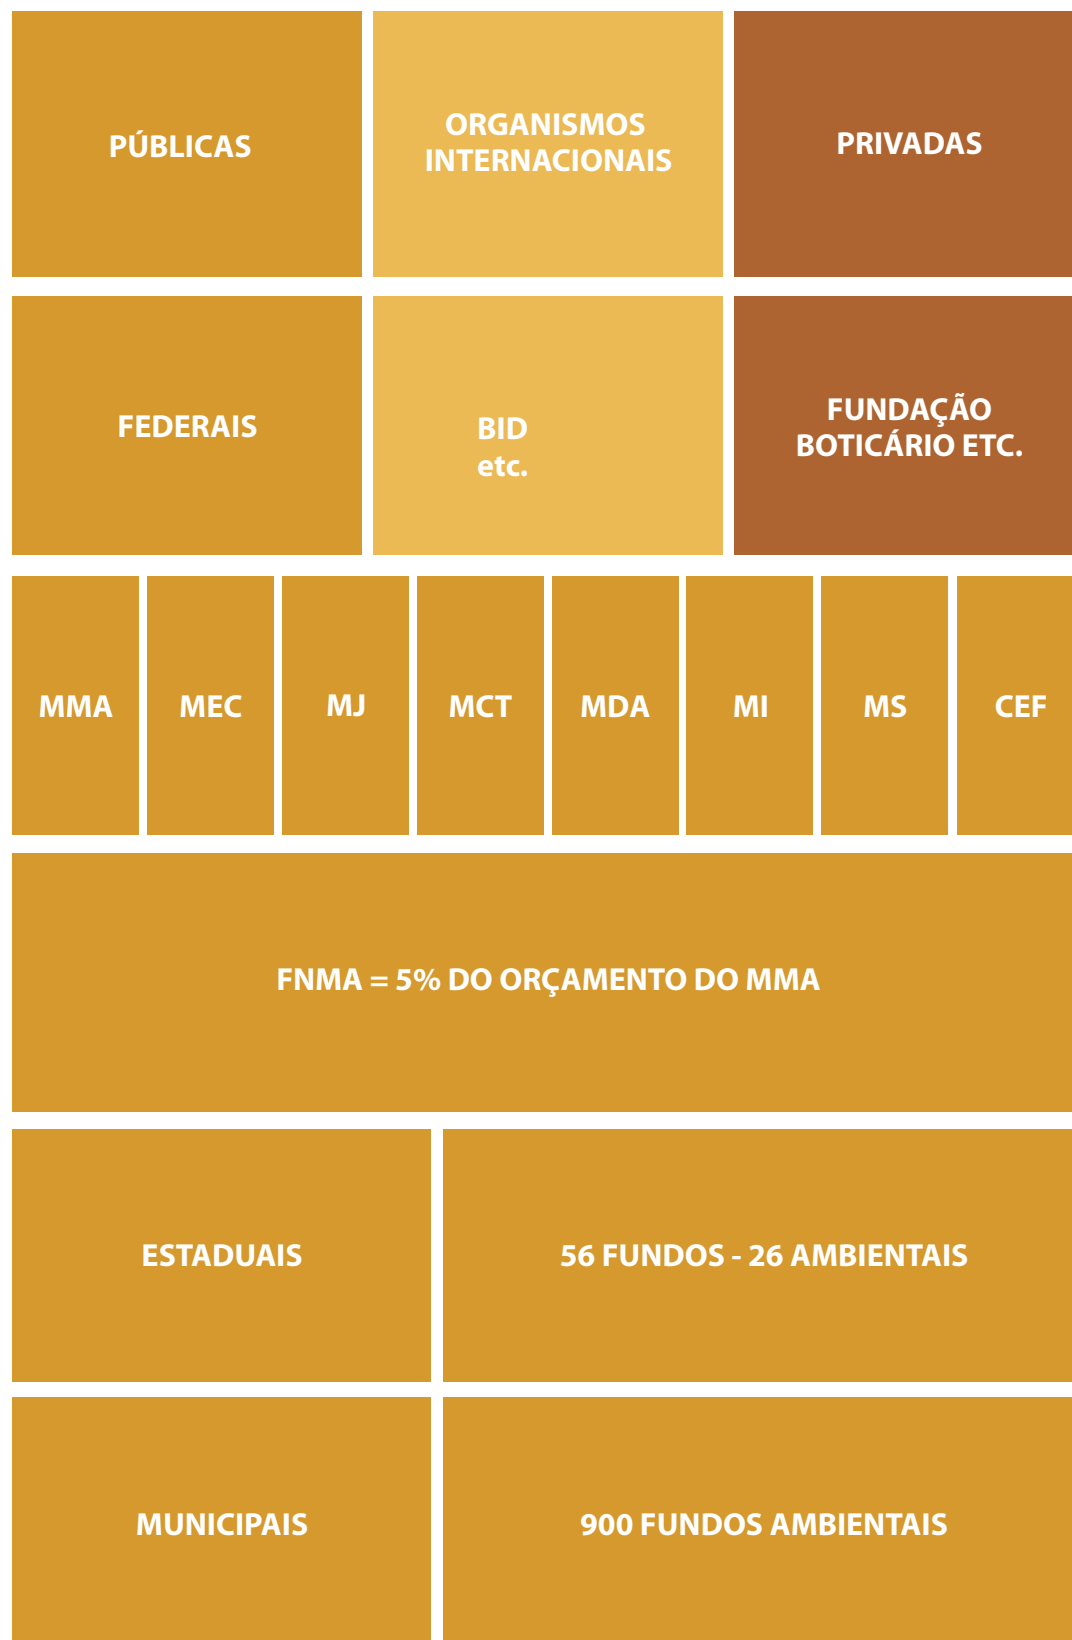 PÚBLICAS
ORGANISMOS
INTERNACIONAIS
PRIVADAS
FEDERAIS
BID
etc.
FUNDAÇÃO
BOTICÁRIO ETC.
MMA
MEC
MJ
MCT
MDA
MI
MS
CEF
FNMA = 5% DO ORÇAMENTO DO MMA
ESTADUAIS
56 FUNDOS - 26 AMBIENTAIS
MUNICIPAIS
900 FUNDOS AMBIENTAIS